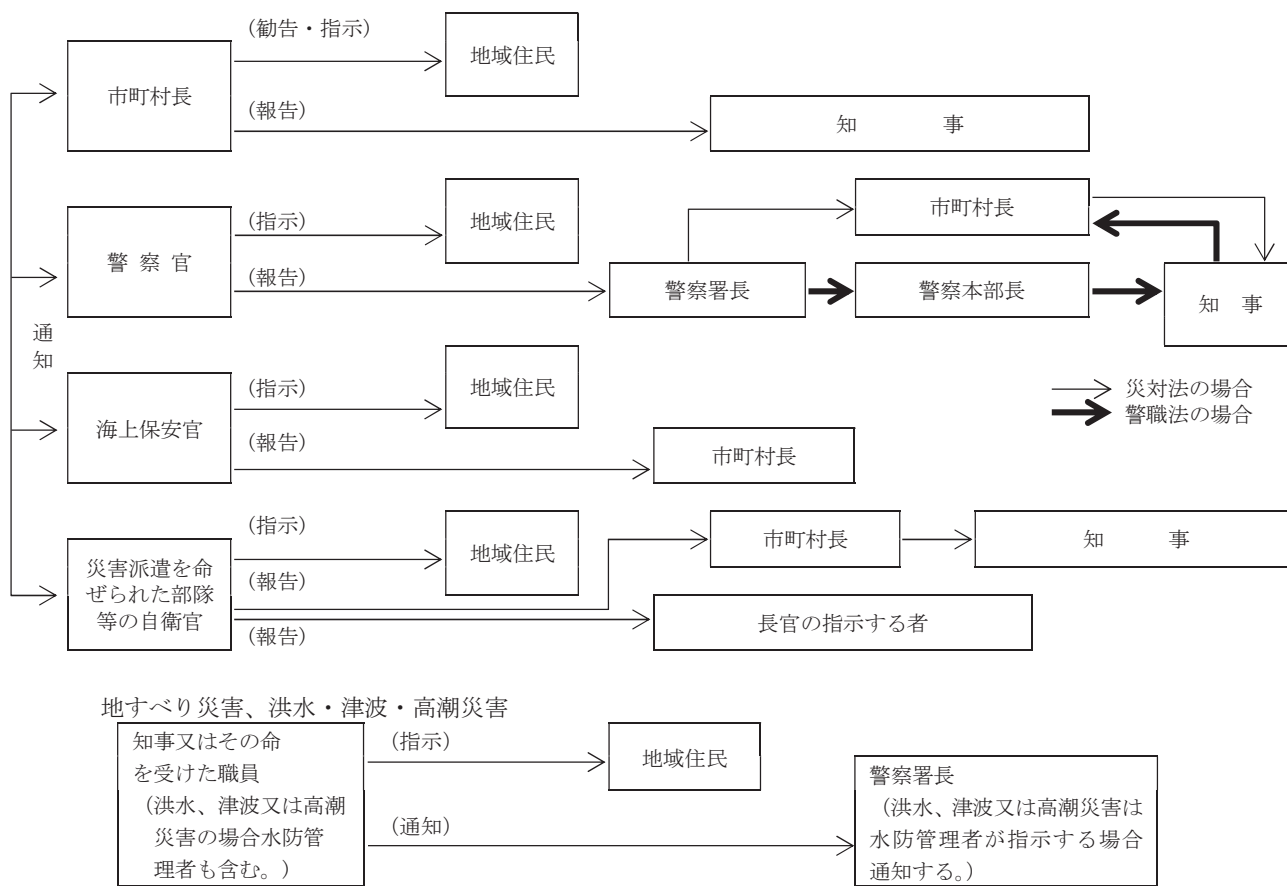 (勧告・指示)
地域住民
市町村長
(報告)
知 事
(指示)
地域住民
市町村長
警 察 官
(報告)
警察署長
警察本部長
知 事
通知
(指示)
地域住民
災対法の場合
警職法の場合
海上保安官
(報告)
市町村長
(指示)
地域住民
市町村長
知 事
災害派遣を命
ぜられた部隊
等の自衛官
(報告)
(報告)
長官の指示する者
地すべり災害、洪水・津波・高潮災害
知事又はその命
を受けた職員
(洪水、津波又は高潮
災害の場合水防管
理者も含む。)
(指示)
地域住民
(通知)
警察署長
(洪水、津波又は高潮災害は
水防管理者が指示する場合
通知する。)